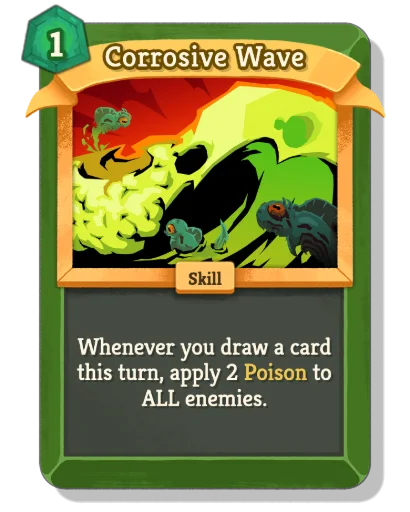 1
Corrosive Wave
Skill
Whenever you draw a card
this turn, apply 2 Poison to
ALL enemies.